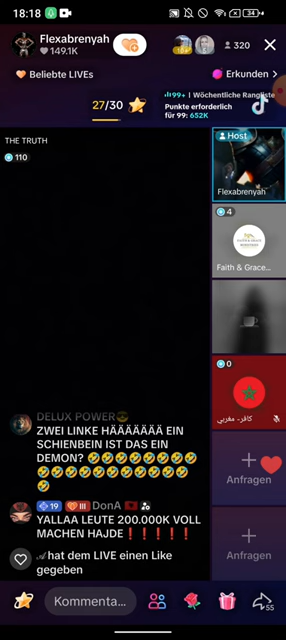 18:18
34
Flexabrenyah
149.1K
320
Beliebte LIVEs
Erkunden
27/30
99+ | Wöchentliche Rangliste
Punkte erforderlich
für 99: 652K
THE TRUTH
110
Host
Flexabrenyah
4
Faith & Grace...
0
كافر- مغربي
Anfragen
Anfragen
DELUX POWER😎
ZWEI LINKE HÄÄÄÄÄÄÄ EIN
SCHIENBEIN IST DAS EIN
DEMON? 🤣🤣🤣🤣🤣🤣🤣
🤣🤣🤣🤣🤣🤣🤣🤣🤣🤣🤣
🤣
19 III DonA 🇦🇱
YALLAA LEUTE 200.000K VOLL
MACHEN HAJDE❗❗❗❗❗
hat dem LIVE einen Like
gegeben
Kommenta...
55